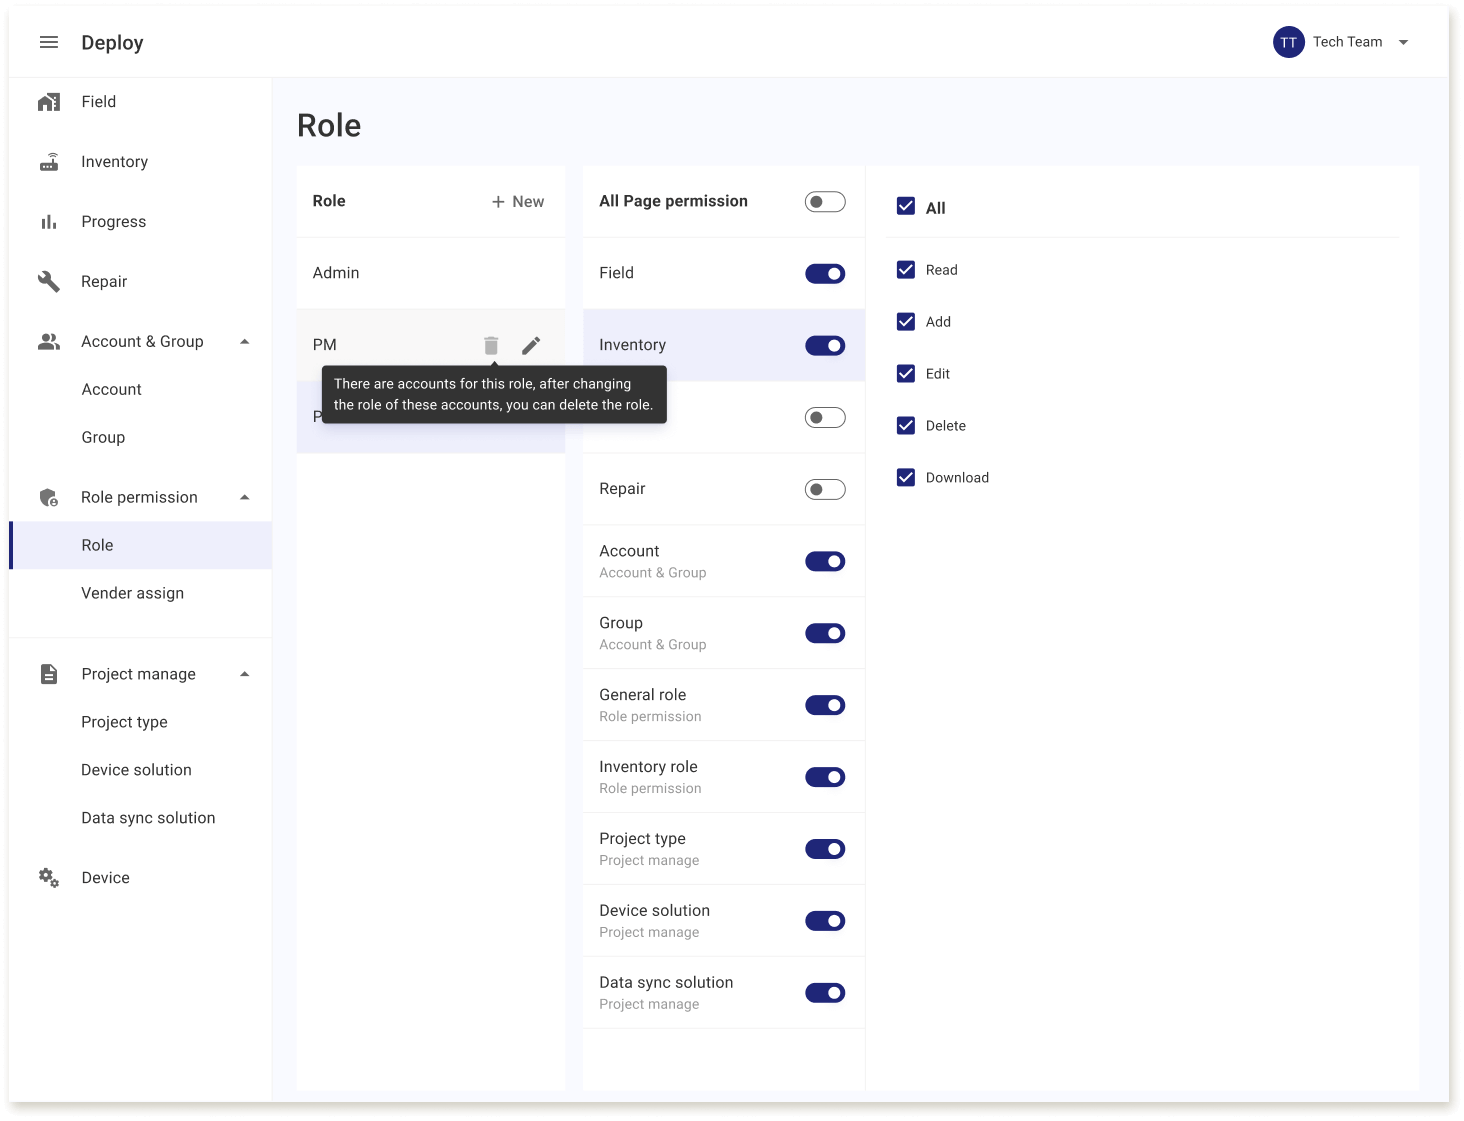 Deploy
TT
Tech Team
Field
Inventory
Progress
Repair
Account & Group
Account
Group
Role permission
Role
Vender assign
Project manage
Project type
Device solution
Data sync solution
Device
Role
Role
+ New
Admin
PM
There are accounts for this role, after changing
the role of these accounts, you can delete the role.
All Page permission
Field
Inventory
Repair
Account
Account & Group
Group
Account & Group
General role
Role permission
Inventory role
Role permission
Project type
Project manage
Device solution
Project manage
Data sync solution
Project manage
All
Read
Add
Edit
Delete
Download